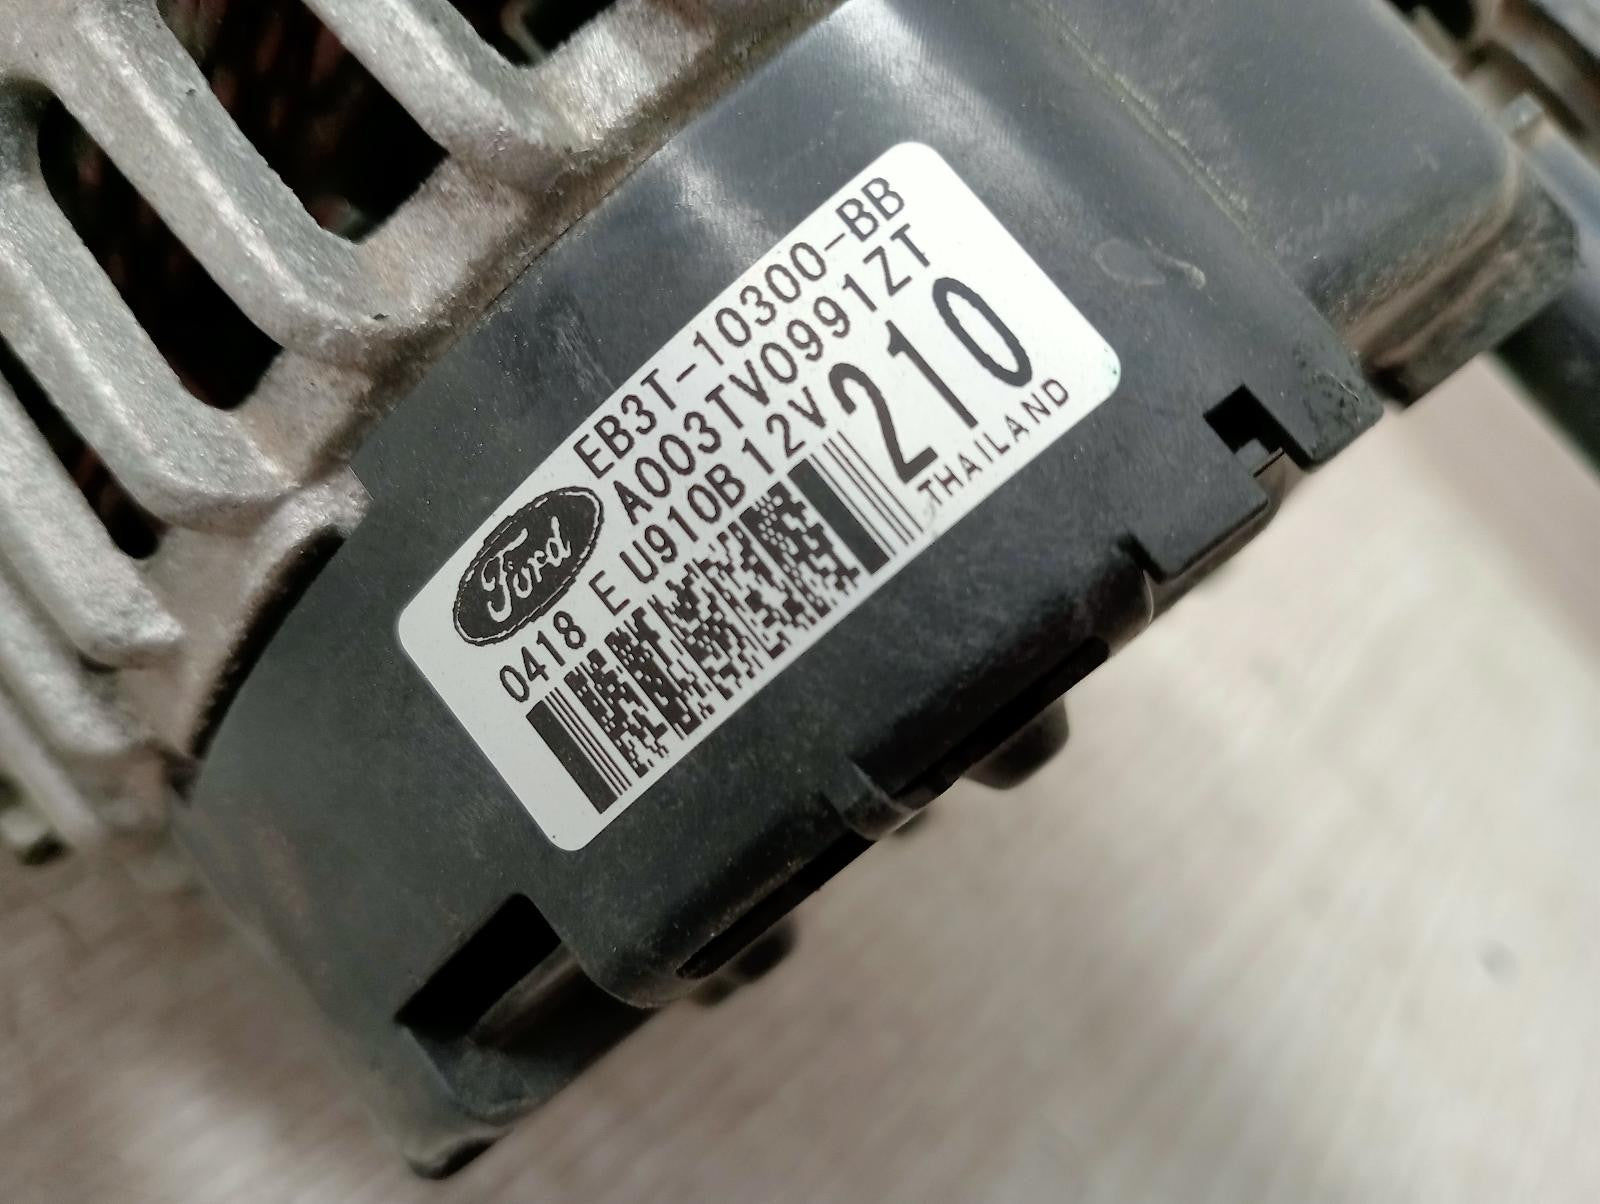 EB3T-10300-BB
A003TV0991ZT
Ford
0418 E U910B 12V
210
THAILAND